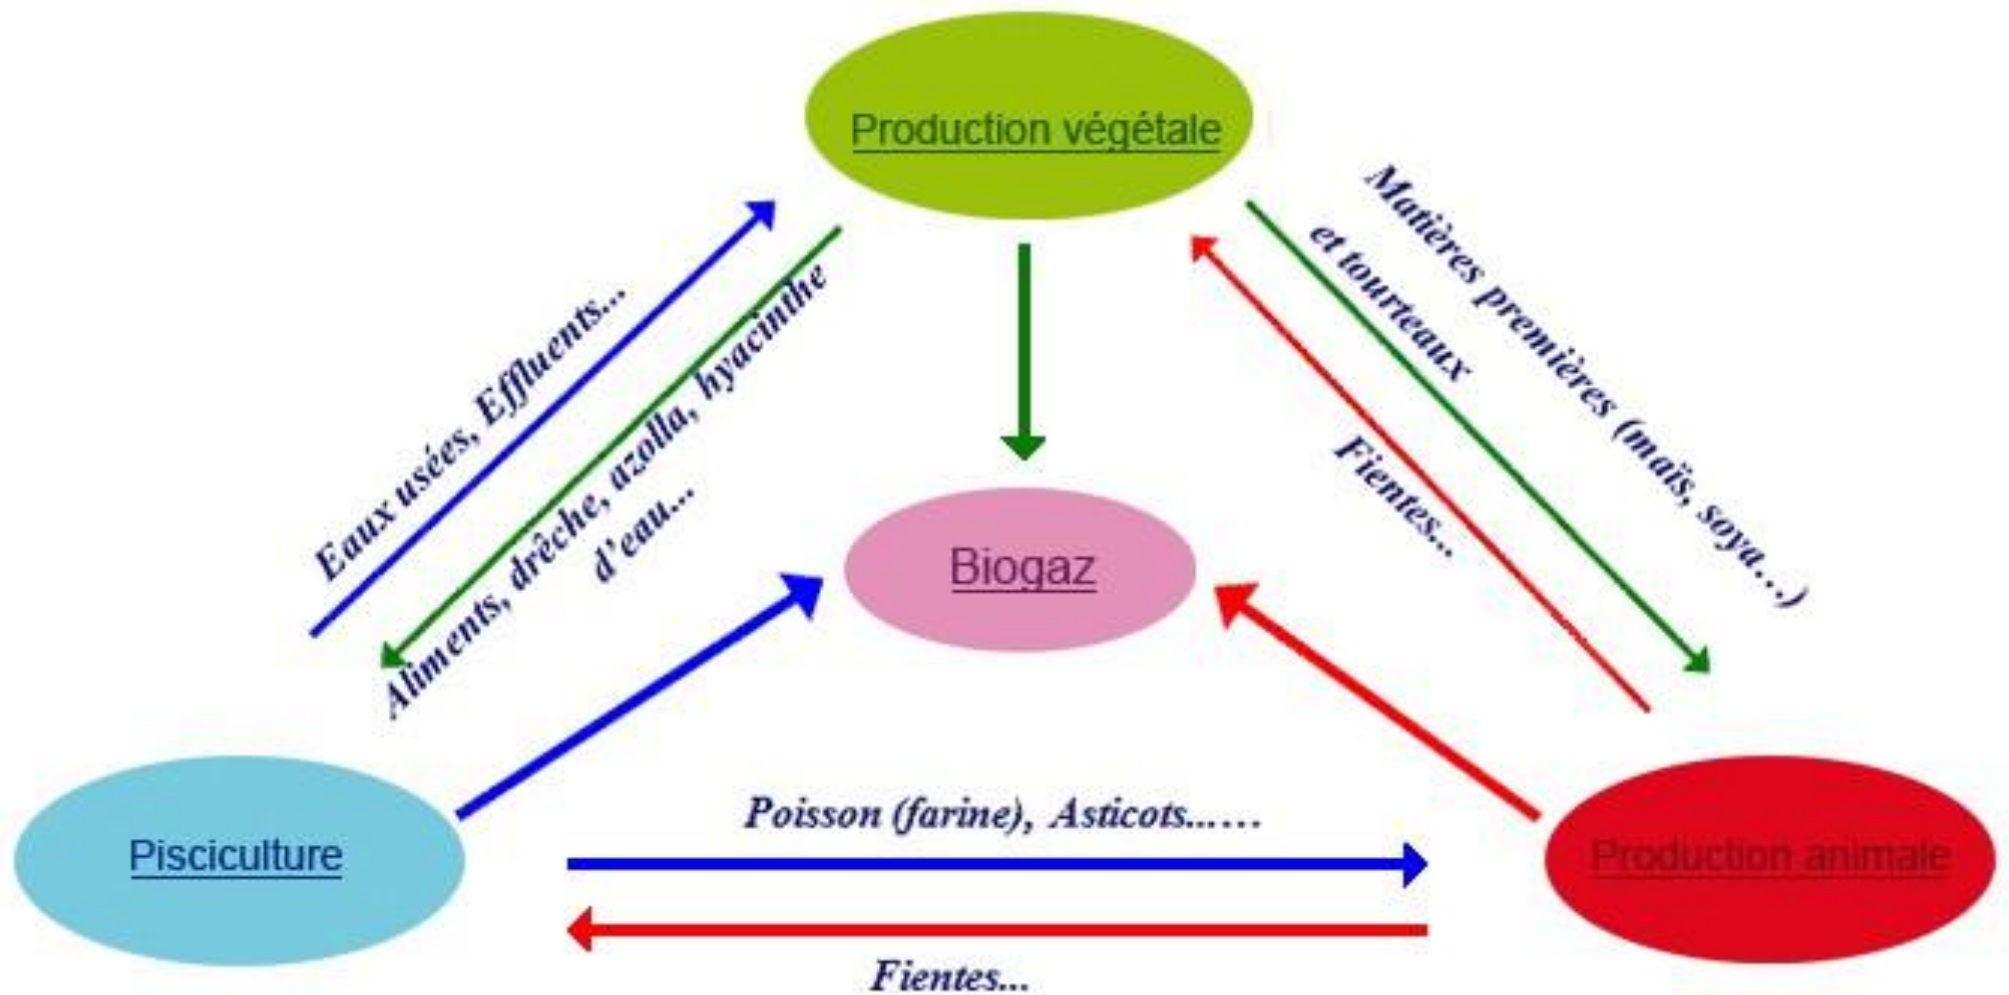 Production végétale
Matières premières (maïs, soya...)
et tourteaux
Eaux usées, Effluents...
Aliments, drêche, azolla, hyacinthe
d'eau...
Fientes...
Biogaz
Poisson (farine), Asticots......
Pisciculture
Production animale
Fientes...